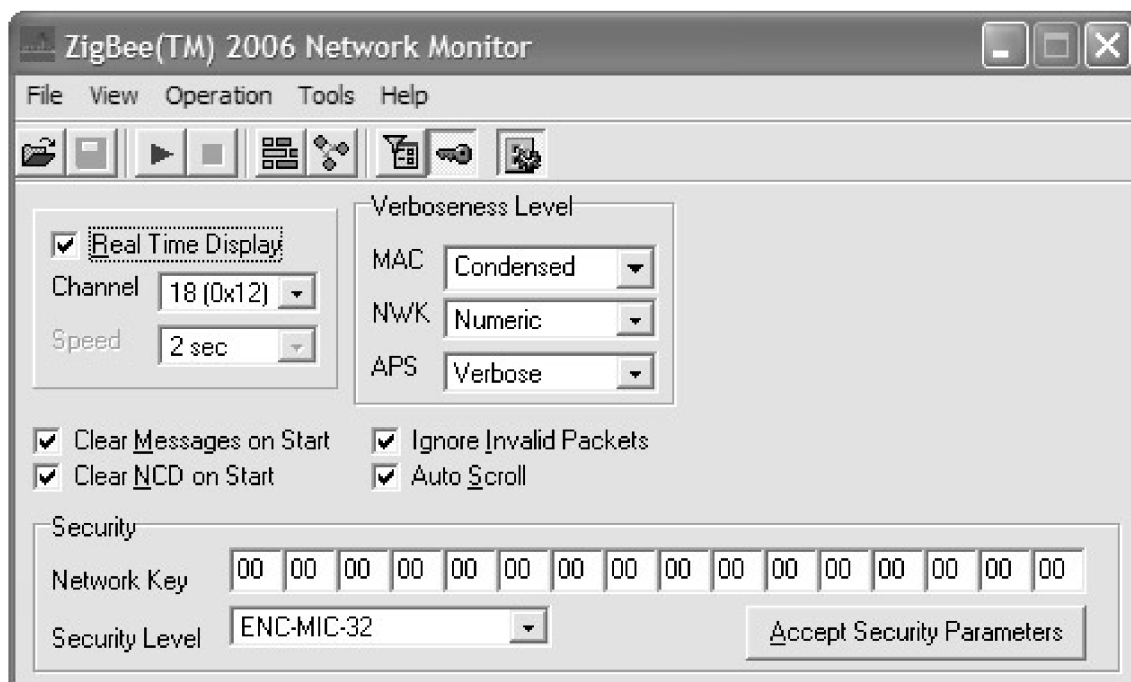 ZigBee(TM) 2006 Network Monitor
File View Operation Tools Help
Real Time Display
Channel 18 (0x12)
Speed 2 sec
Verboseness Level
MAC Condensed
NWK Numeric
APS Verbose
Clear Messages on Start Ignore Invalid Packets
Clear NCD on Start Auto Scroll
Security
Network Key 00 00 00 00 00 00 00 00 00 00 00 00 00 00 00 00
Security Level ENC-MIC-32 Accept Security Parameters